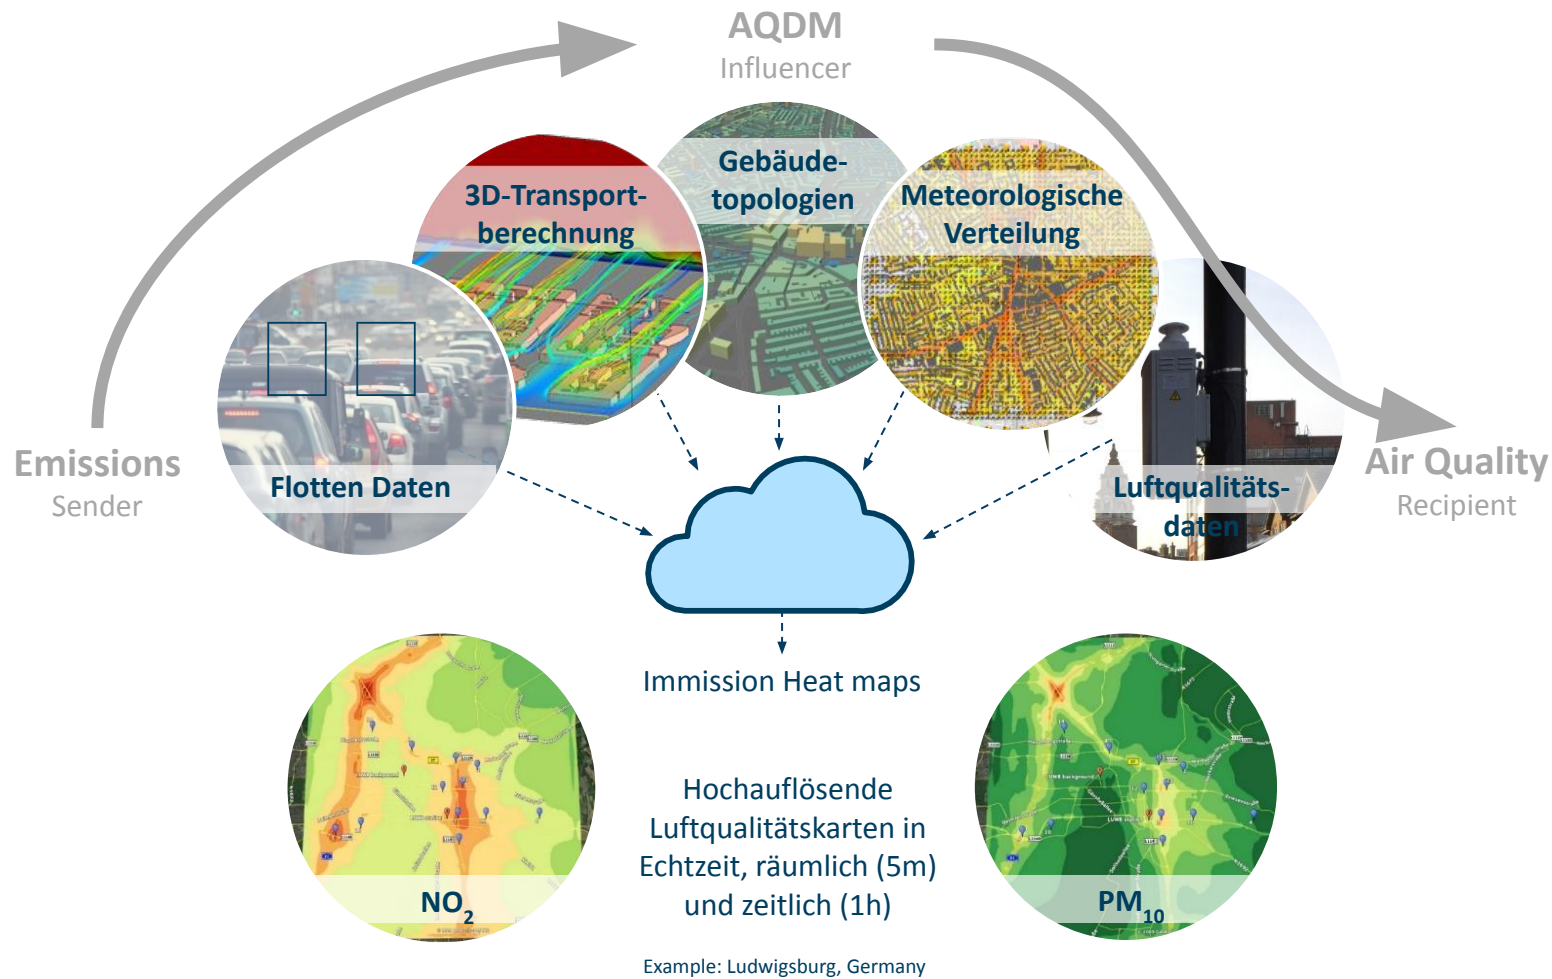 AQDM
Influencer
Gebäude-
topologien
3D-Transport-
berechnung
Meteorologische
Verteilung
Emissions
Sender
Flotten Daten
Luftqualitäts-
daten
Air Quality
Recipient
Immission Heat maps
Hochauflösende
Luftqualitätskarten in
Echtzeit, räumlich (5m)
und zeitlich (1h)
NO2
PM10
Example: Ludwigsburg, Germany